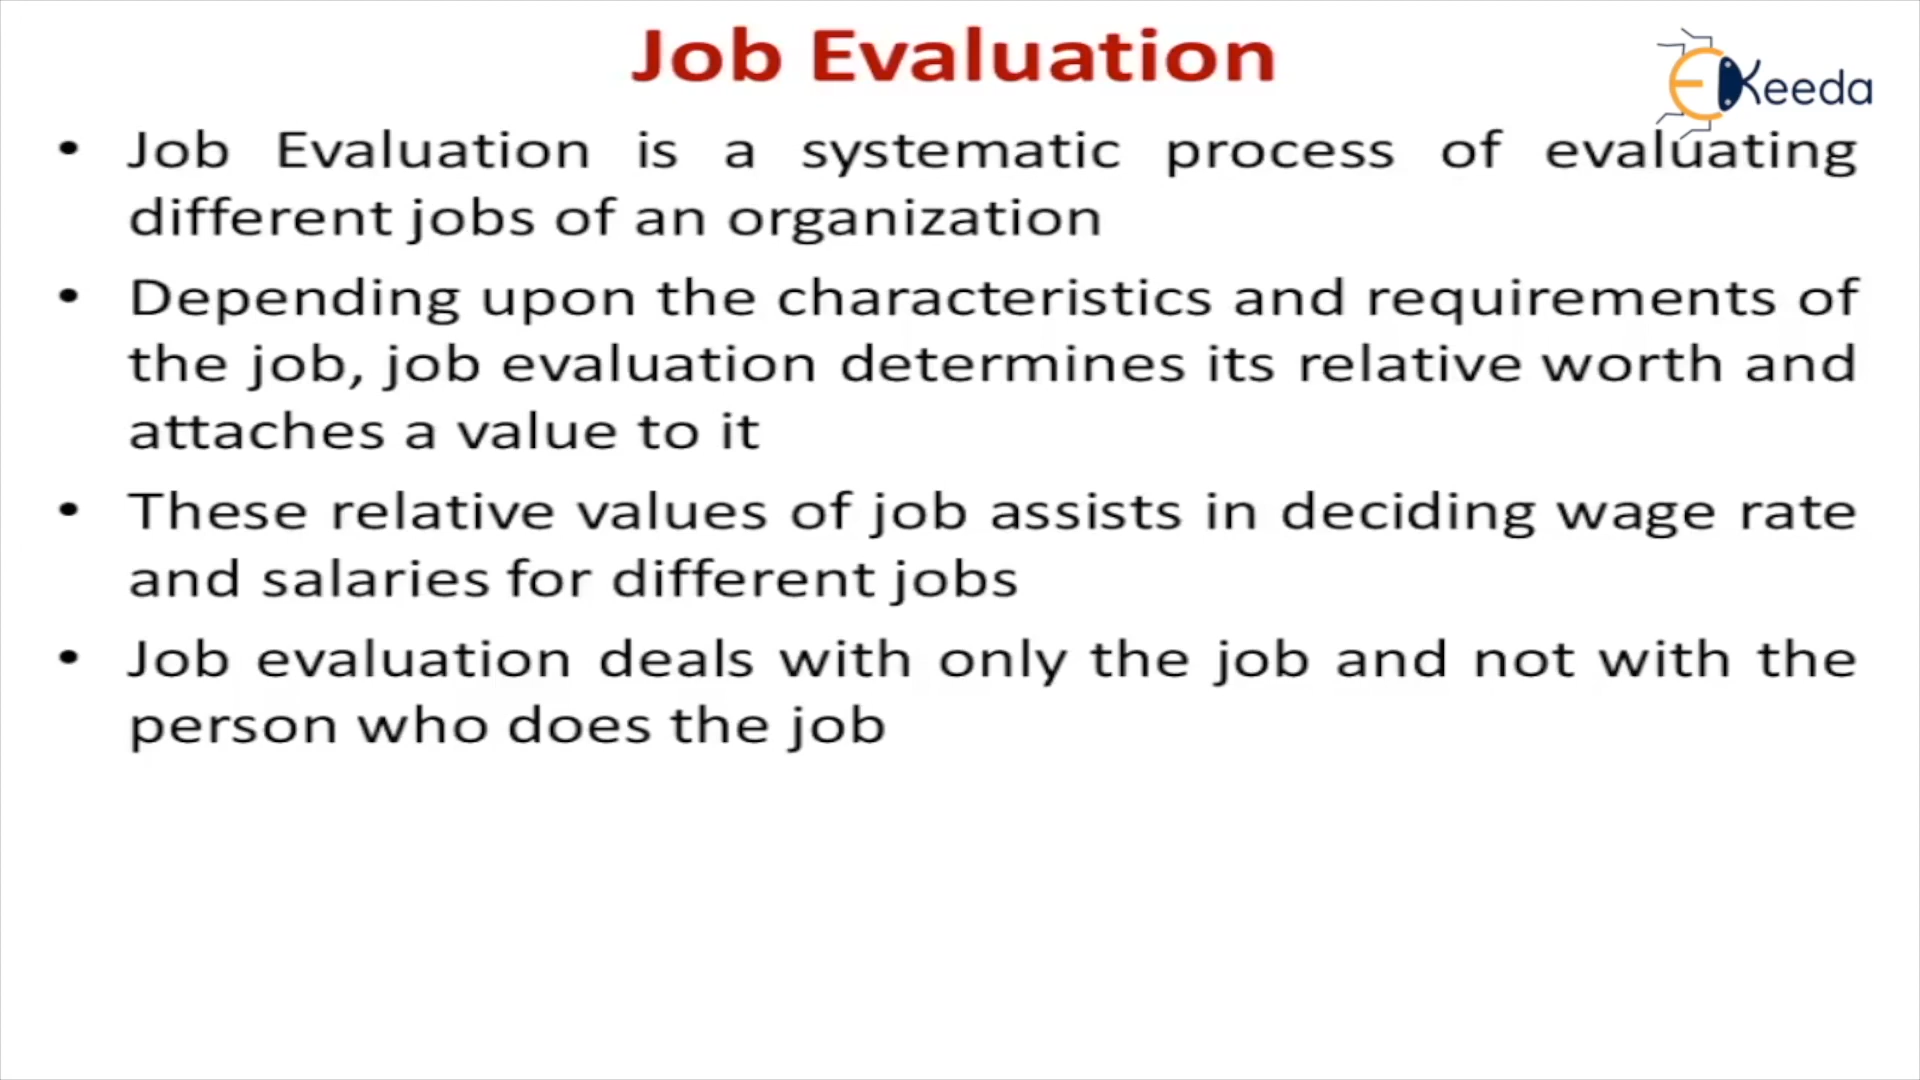 Job Evaluation
EKeeda
• Job Evaluation is a systematic process of evaluating
different jobs of an organization
• Depending upon the characteristics and requirements of
the job, job evaluation determines its relative worth and
attaches a value to it
• These relative values of job assists in deciding wage rate
and salaries for different jobs
• Job evaluation deals with only the job and not with the
person who does the job